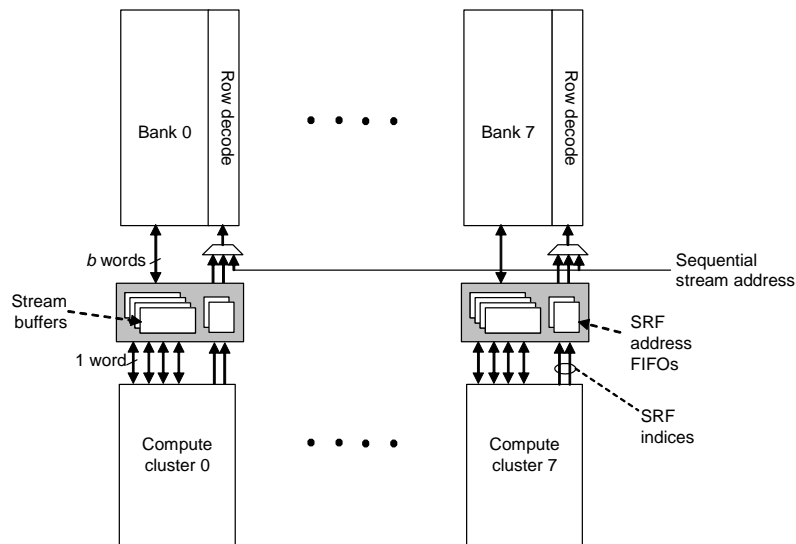 Bank 0
Row decode
Bank 7
Row decode
b words
Sequential
stream address
Stream
buffers
SRF
address
FIFOs
1 word
SRF
indices
Compute
cluster 0
Compute
cluster 7